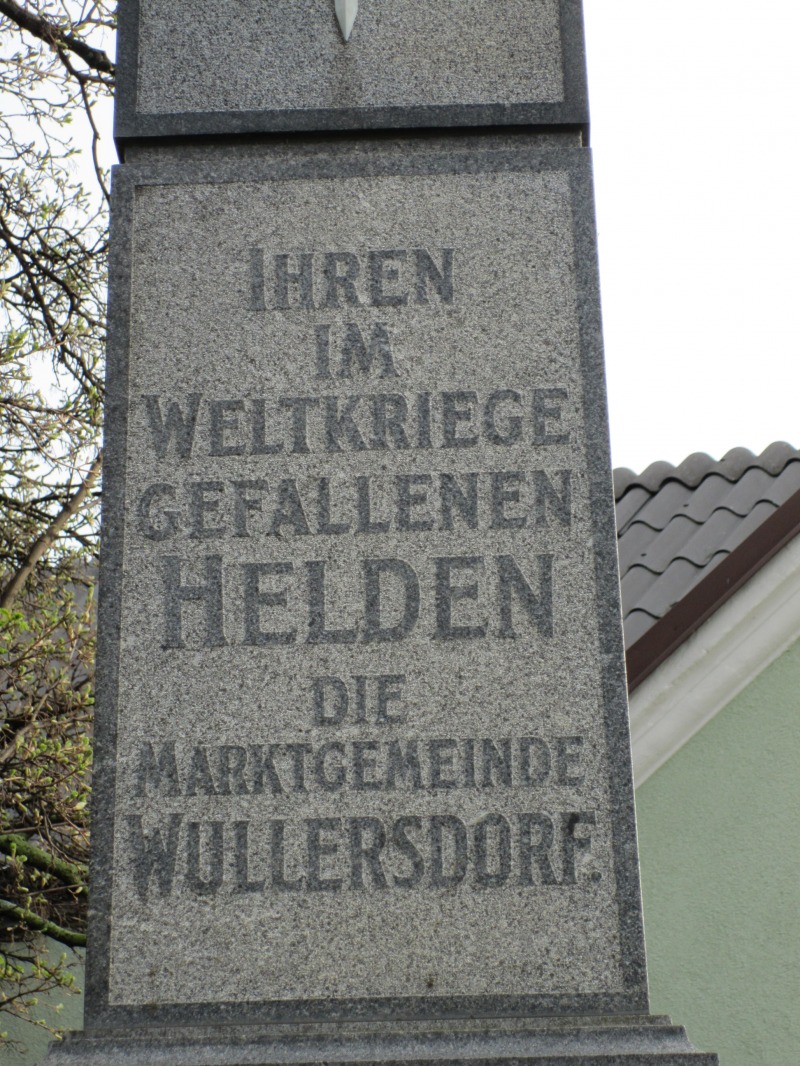 IHREN
IM
WELTKRIEGE
GEFALLENEN
HELDEN
DIE
MARKTGEMEINDE
WULLERSDORF.